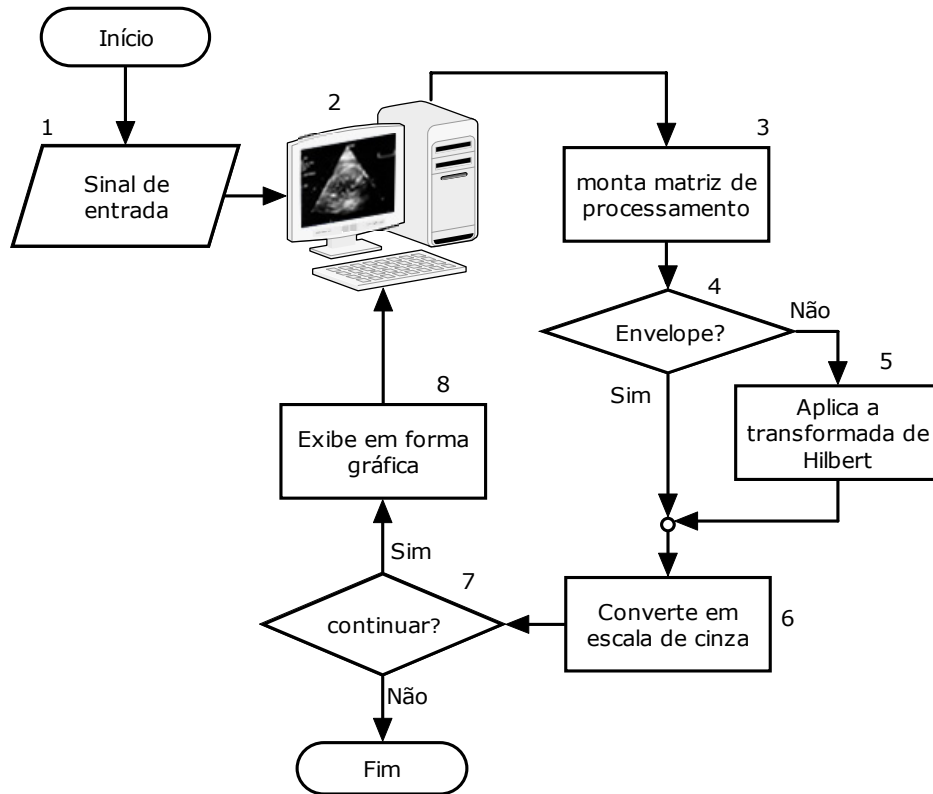 Início
1
Sinal de
entrada
2
3
monta matriz de
processamento
4
Envelope?
Não
Sim
5
Aplica a
transformada de
Hilbert
6
Converte em
escala de cinza
7
continuar?
Sim
8
Exibe em forma
gráfica
Não
Fim